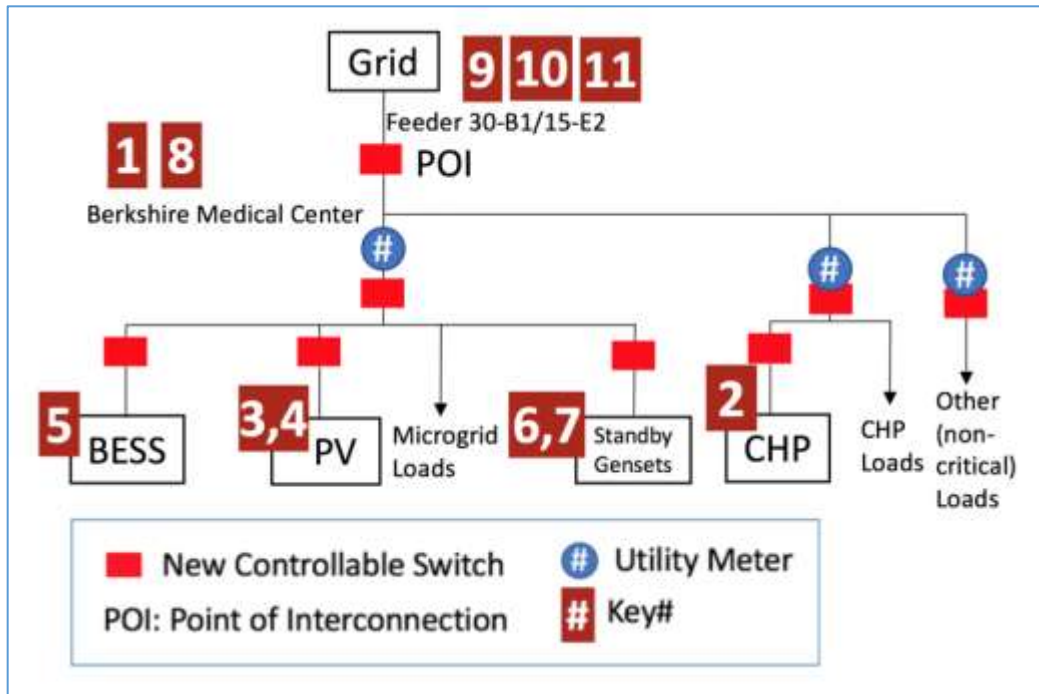 Grid
9 10 11
Feeder 30-B1/15-E2
1 8
POI
Berkshire Medical Center
#
#
#
5
BESS
3,4
PV
Microgrid
Loads
6,7
Standby
Gensets
2
CHP
CHP
Loads
Other
(non-
critical)
Loads
New Controllable Switch
# Utility Meter
POI: Point of Interconnection
# Key#